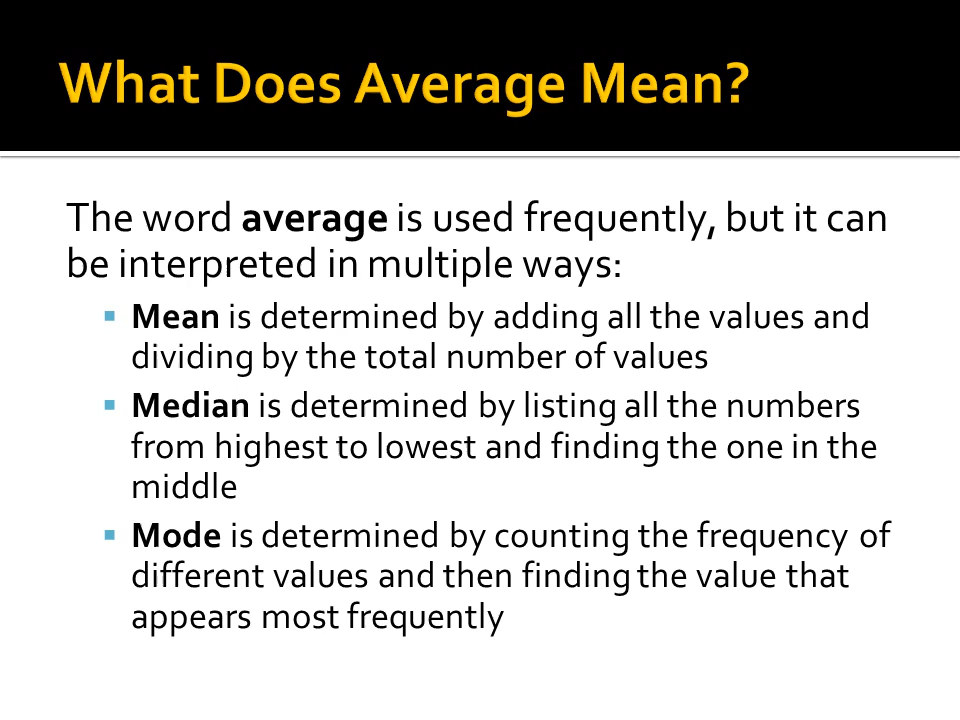 What Does Average Mean?
The word average is used frequently, but it can
be interpreted in multiple ways:
▪ Mean is determined by adding all the values and
dividing by the total number of values
▪ Median is determined by listing all the numbers
from highest to lowest and finding the one in the
middle
▪ Mode is determined by counting the frequency of
different values and then finding the value that
appears most frequently